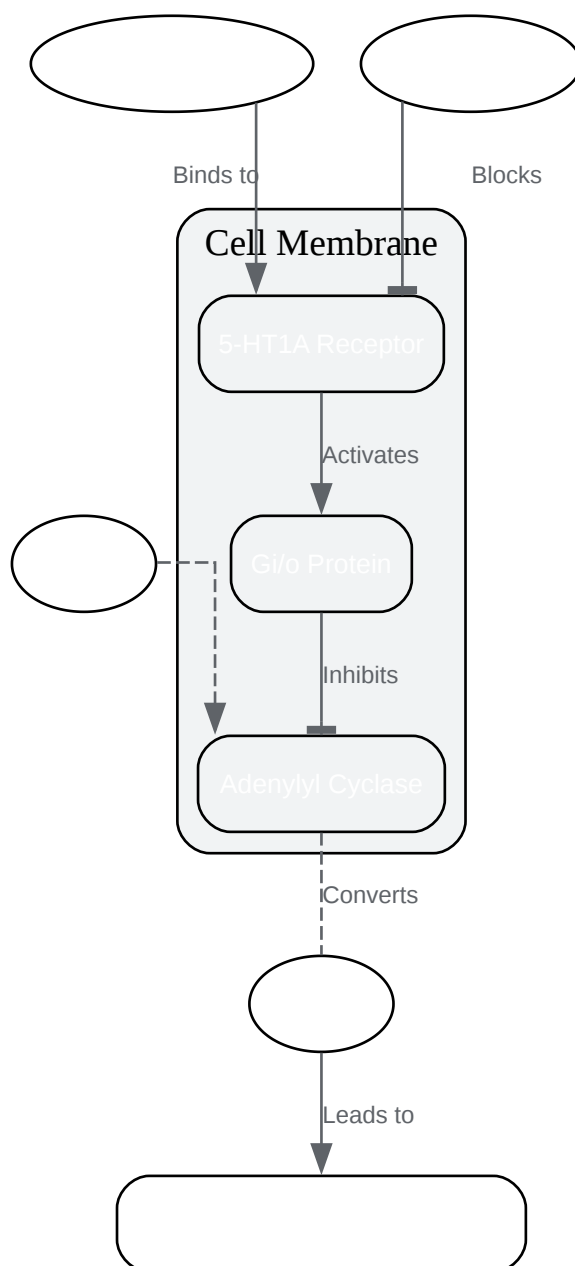 Binds to
Blocks
Cell Membrane
5-HT1A Receptor
Activates
Gi/o Protein
Inhibits
Adenylyl Cyclase
Converts
Leads to